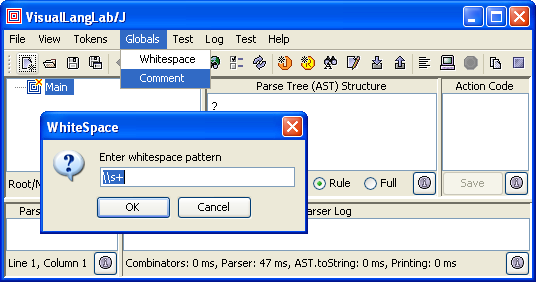 VisualLangLab/J
File View Tokens Globals Test Log Test Help
Whitespace
Comment
Main
Parse Tree (AST) Structure
Action Code
?
WhiteSpace
Enter whitespace pattern
\\s+
OK Cancel
Root/
Rule Full
Save
Pars
arser Log
Line 1, Column 1
Combinators: 0 ms, Parser: 47 ms, AST.toString: 0 ms, Printing: 0 ms